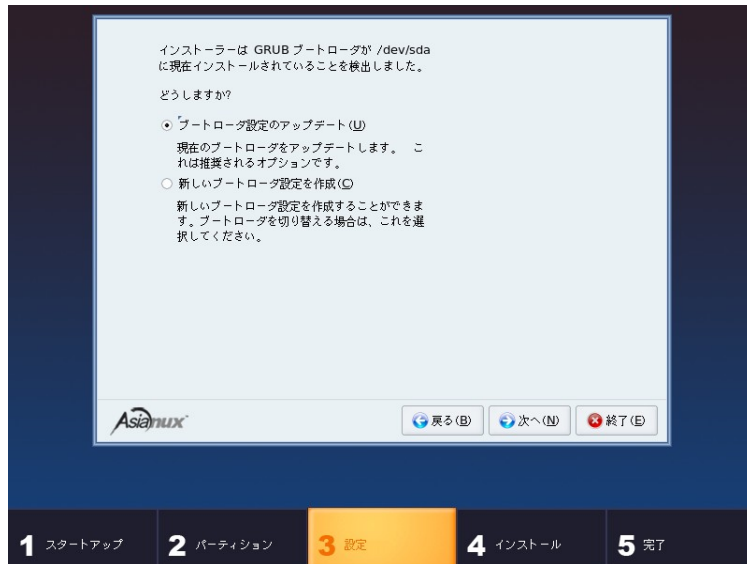 インストーラーは GRUB ブートローダが /dev/sda
に現在インストールされていることを検出しました。
どうしますか?
ブートローダ設定のアップデート(U)
現在のブートローダをアップデートします。 こ
れは推奨されるオプションです。
新しいブートローダ設定を作成(C)
新しいブートローダ設定を作成することができま
す。ブートローダを切り替える場合は、これを選
択してください。
Asianux
戻る(B) 次へ(N) 終了(E)
1 スタートアップ 2 パーティション 3 設定 4 インストール 5 完了